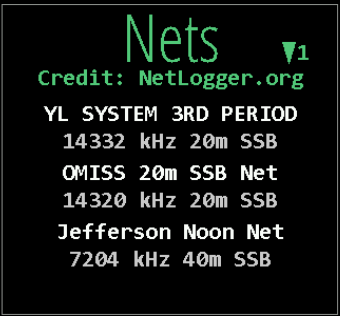 Nets
▼1
Credit: NetLogger.org
YL SYSTEM 3RD PERIOD
14332 kHz 20m SSB
OMISS 20m SSB Net
14320 kHz 20m SSB
Jefferson Noon Net
7204 kHz 40m SSB